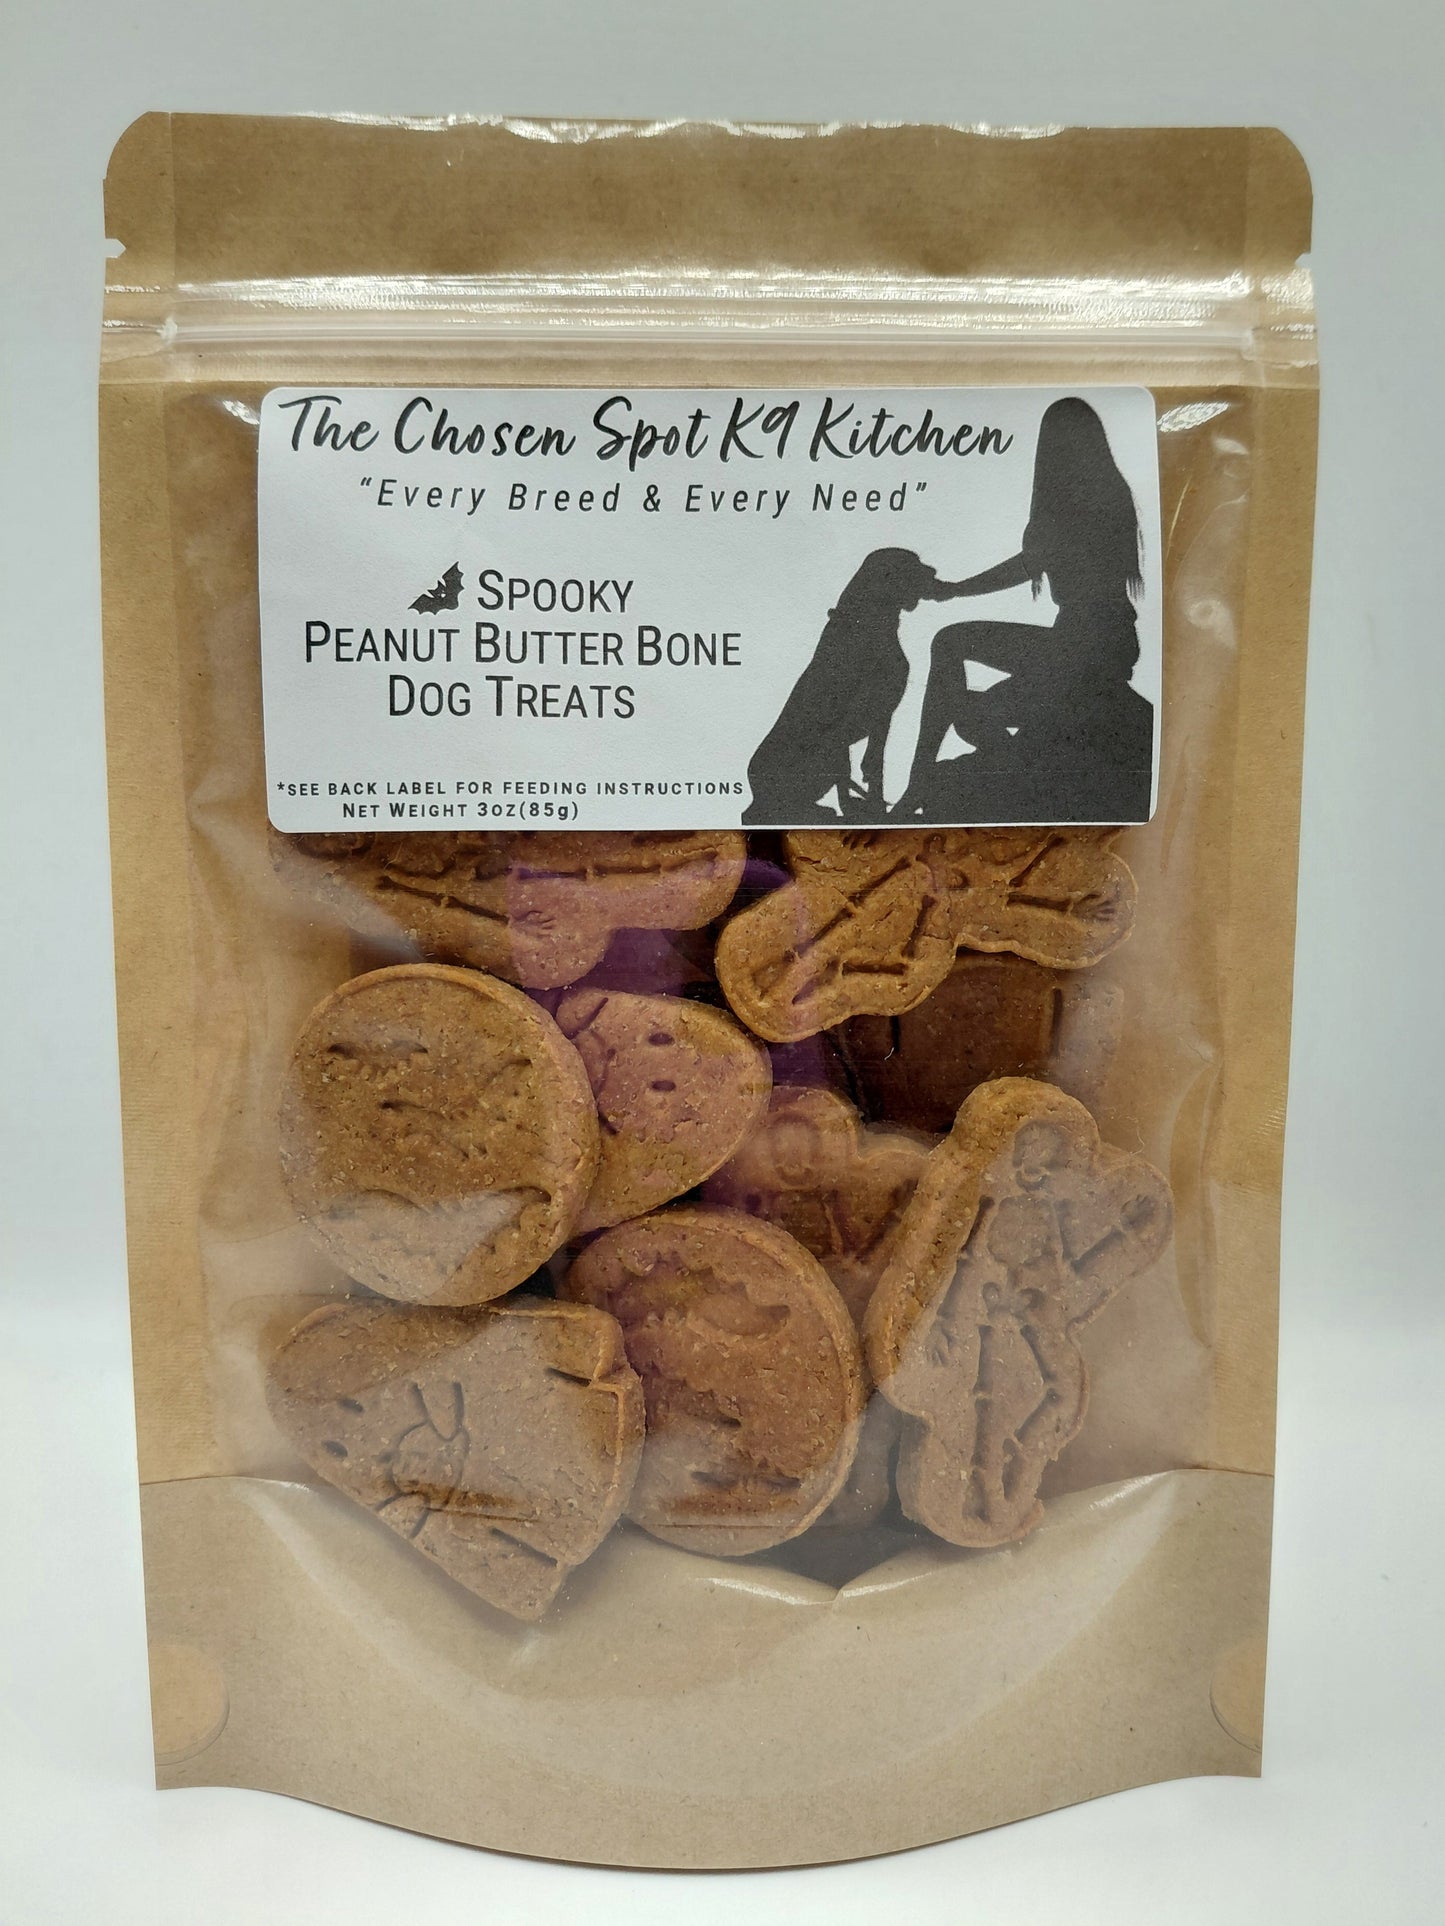 The Chosen Spot K9 Kitchen
"Every Breed & Every Need"
Spooky
Peanut Butter Bone
Dog Treats
*SEE BACK LABEL FOR FEEDING INSTRUCTIONS
Net Weight 3oz(85g)